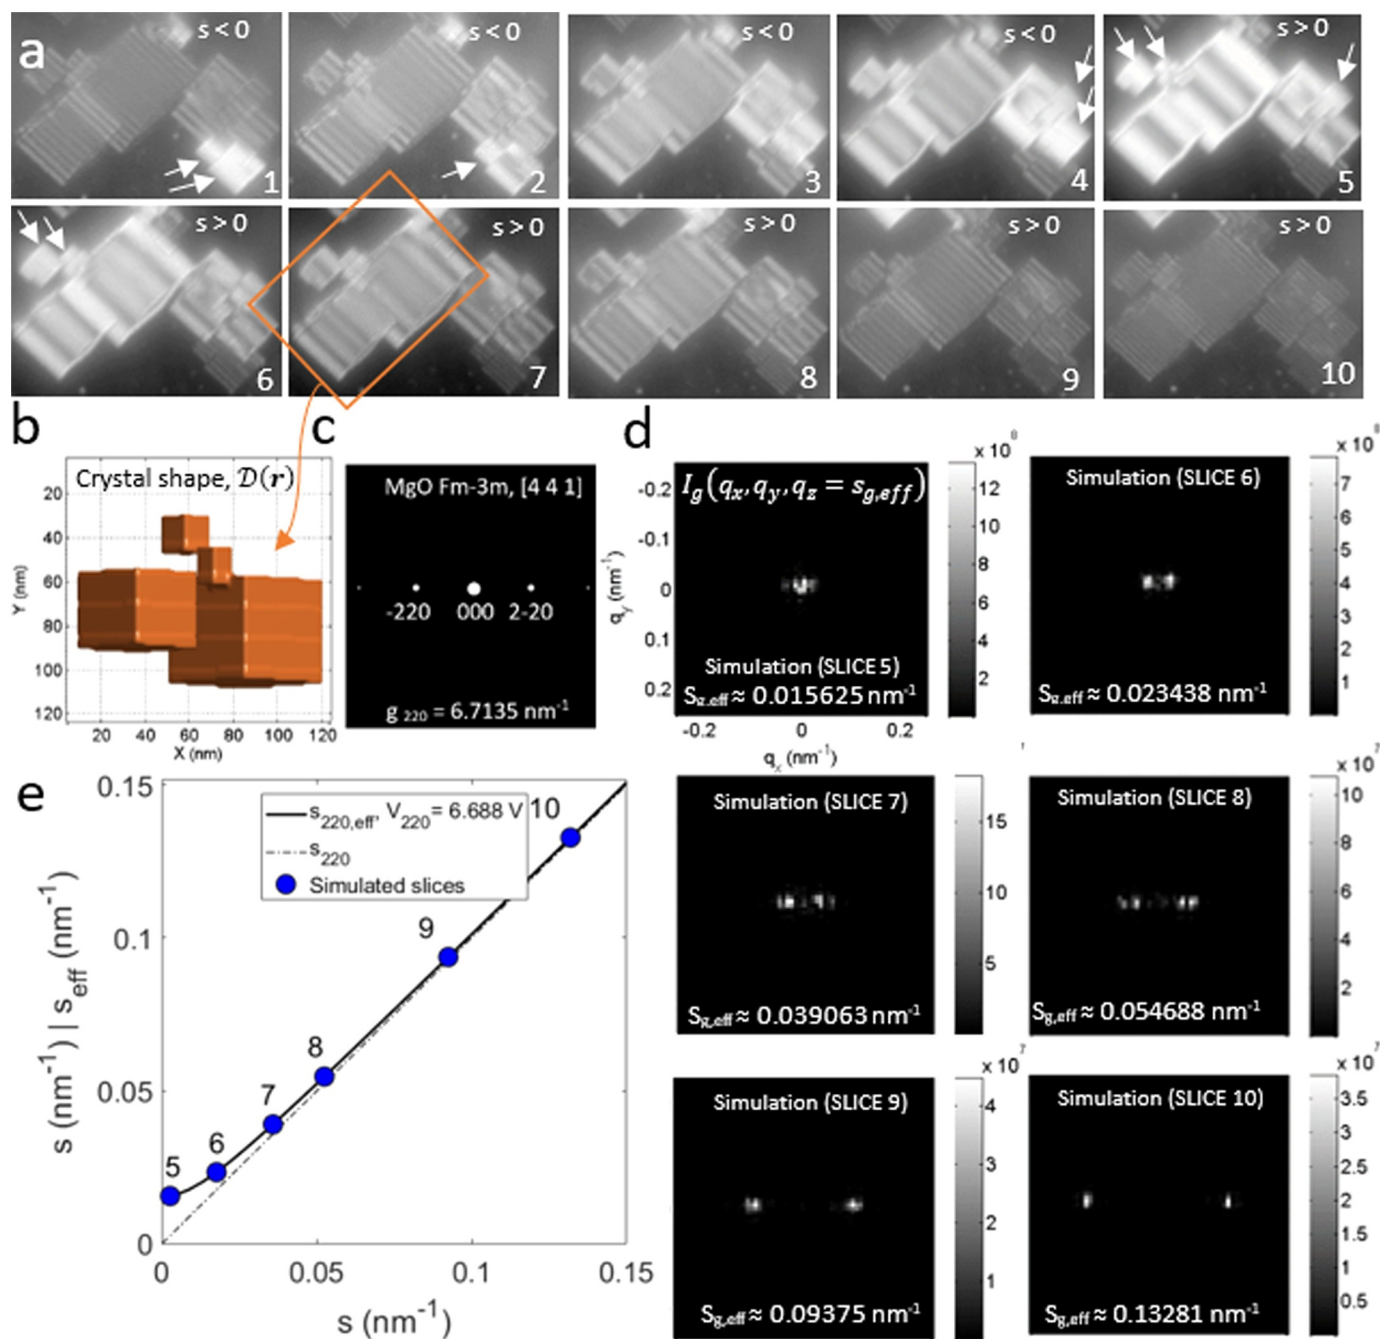 a
s < 0
1
s < 0
2
s < 0
3
s < 0
4
s > 0
5
s > 0
6
s > 0
7
s > 0
8
s > 0
9
s > 0
10
b
Crystal shape, 𝒟(r)
20
40
60
80
100
120
Y (nm)
20 40 60 80 100 120
X (nm)
c
MgO Fm-3m, [4 4 1]
-220 000 2-20
g 220 = 6.7135 nm⁻¹
d
I_g(q_x, q_y, q_z = s_g,eff)
-0.2
-0.1
0
0.1
0.2
q_y (nm⁻¹)
Simulation (SLICE 5)
S_g,eff ≈ 0.015625 nm⁻¹
-0.2 0 0.2
q_x (nm⁻¹)
x 10⁸
12
10
8
6
4
2
Simulation (SLICE 6)
S_g,eff ≈ 0.023438 nm⁻¹
x 10⁸
7
6
5
4
3
2
1
Simulation (SLICE 7)
S_g,eff ≈ 0.039063 nm⁻¹
15
10
5
Simulation (SLICE 8)
S_g,eff ≈ 0.054688 nm⁻¹
x 10⁷
10
8
6
4
2
Simulation (SLICE 9)
S_g,eff ≈ 0.09375 nm⁻¹
x 10⁷
4
3
2
1
Simulation (SLICE 10)
S_g,eff ≈ 0.13281 nm⁻¹
x 10⁷
3.5
3
2.5
2
1.5
1
0.5
e
s_220,eff, V_220 = 6.688 V
s_220
Simulated slices
10
9
8
7
6
5
0.15
0.1
0.05
0
s (nm⁻¹) | s_eff (nm⁻¹)
0 0.05 0.1 0.15
s (nm⁻¹)